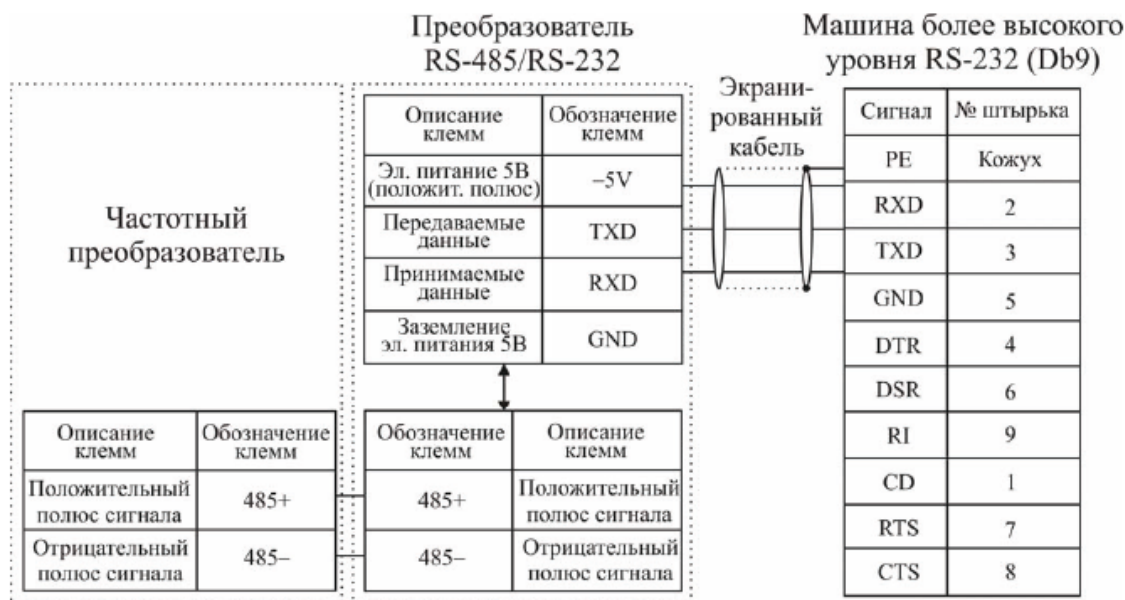 Преобразователь
RS-485/RS-232
Машина более высокого
уровня RS-232 (Db9)
Экрани-
рованный
кабель
Частотный
преобразователь
Описание
клемм
Обозначение
клемм
Эл. питание 5В
(положит. полюс)
–5V
Передаваемые
данные
TXD
Принимаемые
данные
RXD
Заземление
эл. питания 5В
GND
Сигнал
№ штырька
PE
Кожух
RXD
2
TXD
3
GND
5
DTR
4
DSR
6
RI
9
CD
1
RTS
7
CTS
8
Описание
клемм
Обозначение
клемм
Положительный
полюс сигнала
485+
Отрицательный
полюс сигнала
485–
Обозначение
клемм
Описание
клемм
485+
Положительный
полюс сигнала
485–
Отрицательный
полюс сигнала